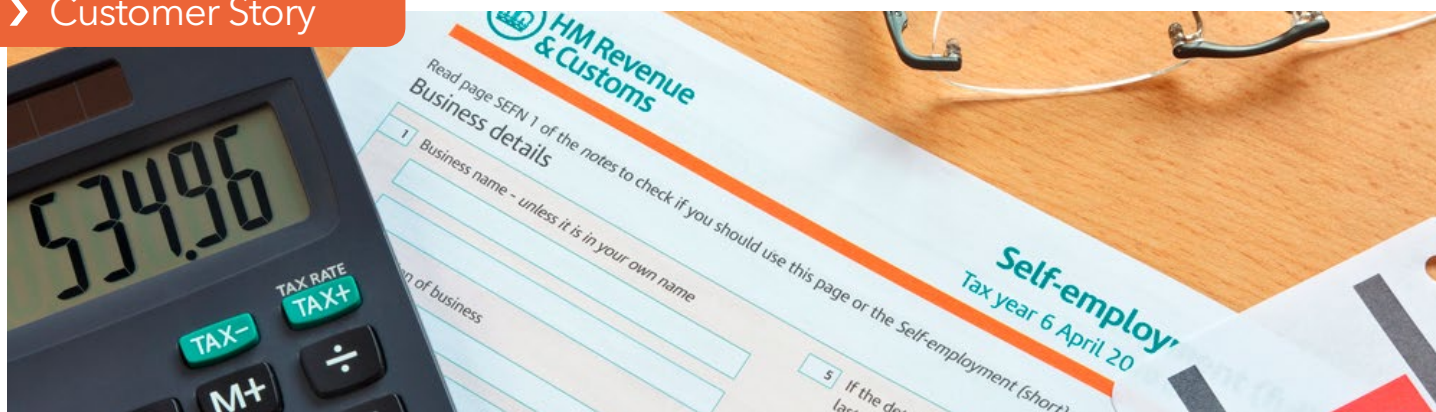 Customer Story
HM Revenue
& Customs
Read page SEFN 1 of the notes to check if you should use this page or the Self-employment (short)
Business details
1 Business name – unless it is in your own name
of business
Self-employ
Tax year 6 April 20
5 If the
534.96
TAX RATE
TAX+
TAX-
÷
M+